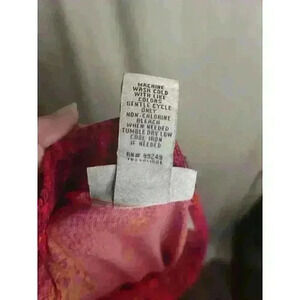 MACHINE
WASH COLD
WITH LIKE
COLORS
GENTLE CYCLE
ONLY
NON-CHLORINE
BLEACH
WHEN NEEDED
TUMBLE DRY LOW
COOL IRON
IF NEEDED
RN# 99249